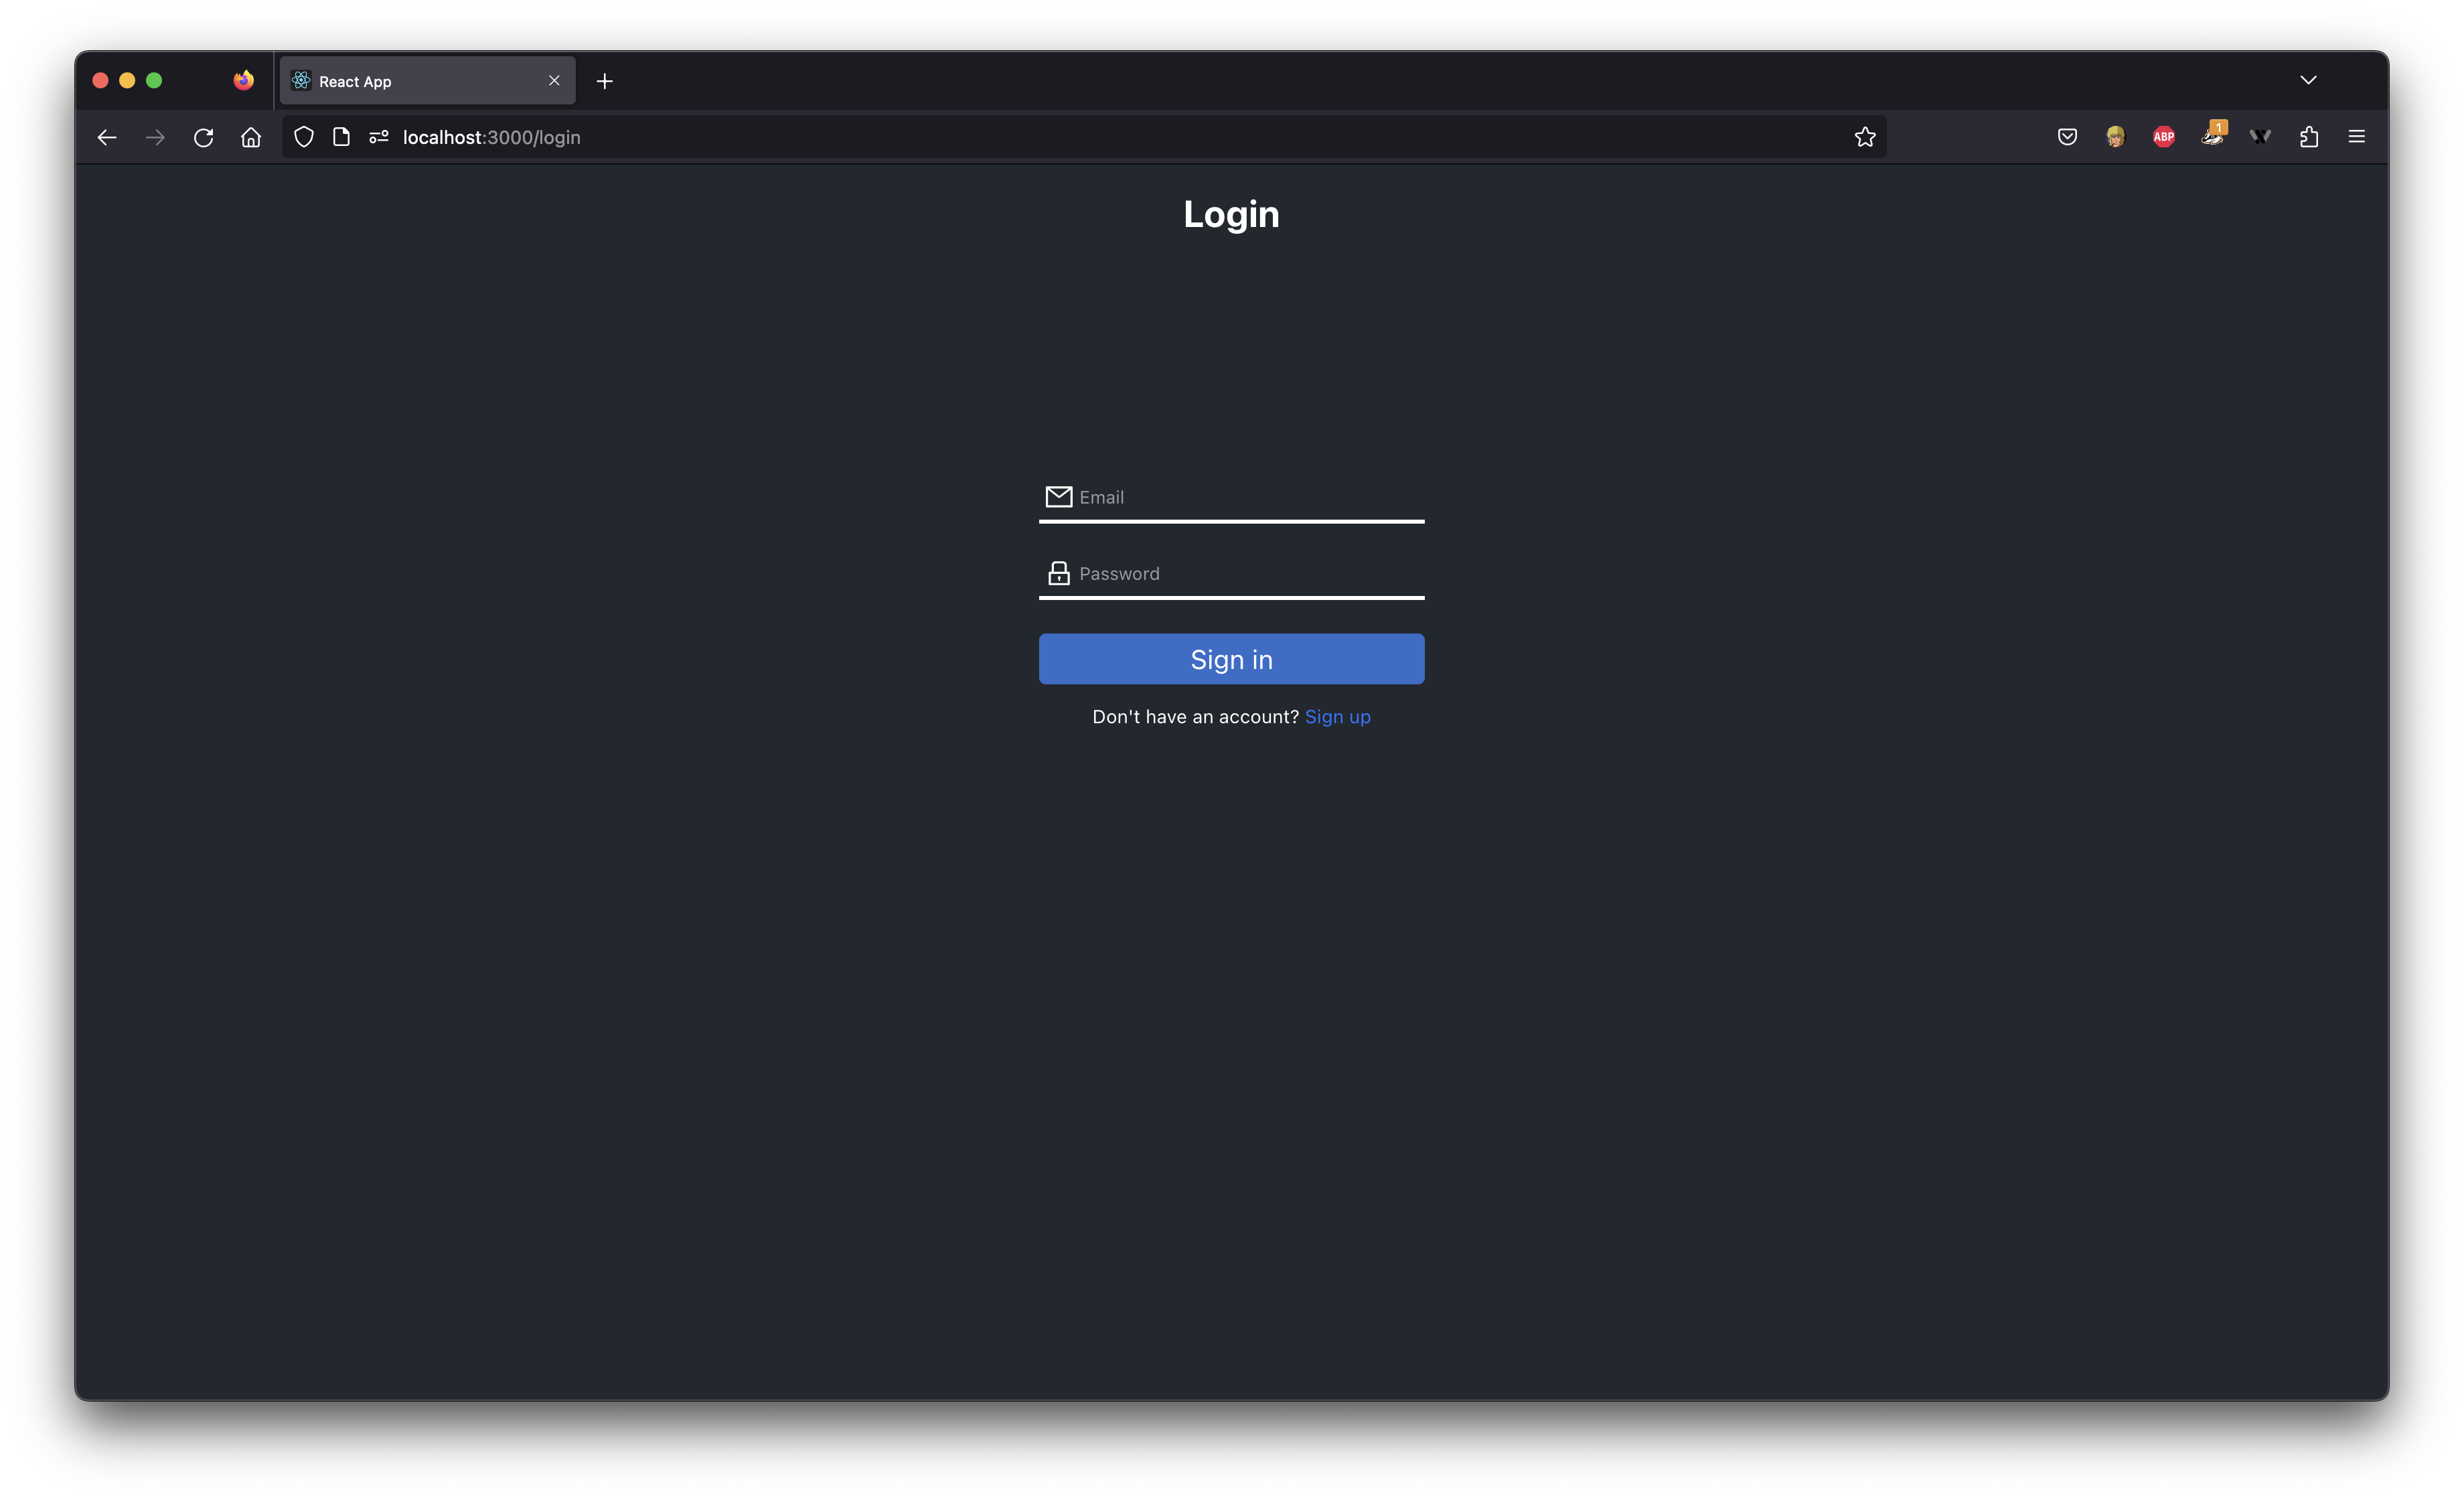 React App
localhost:3000/login
ABP
1
Login
Email
Password
Sign in
Don't have an account? Sign up